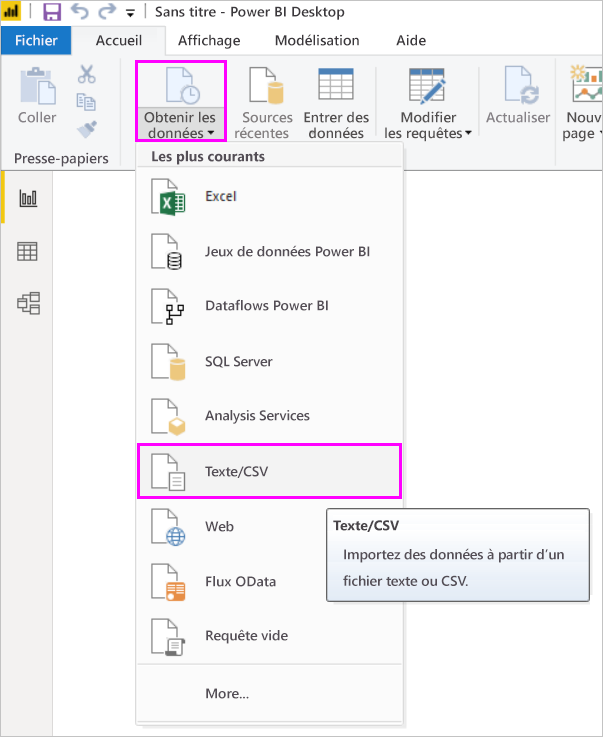 Sans titre - Power BI Desktop
Fichier Accueil Affichage Modélisation Aide
Coller
Obtenir les
données
Sources
récentes
Entrer des
données
Modifier
les requêtes
Actualiser
Nouv
page
Presse-papiers
Les plus courants
Excel
Jeux de données Power BI
Dataflows Power BI
SQL Server
Analysis Services
Texte/CSV
Web
Flux OData
Requête vide
More...
Texte/CSV
Importez des données à partir d'un
fichier texte ou CSV.